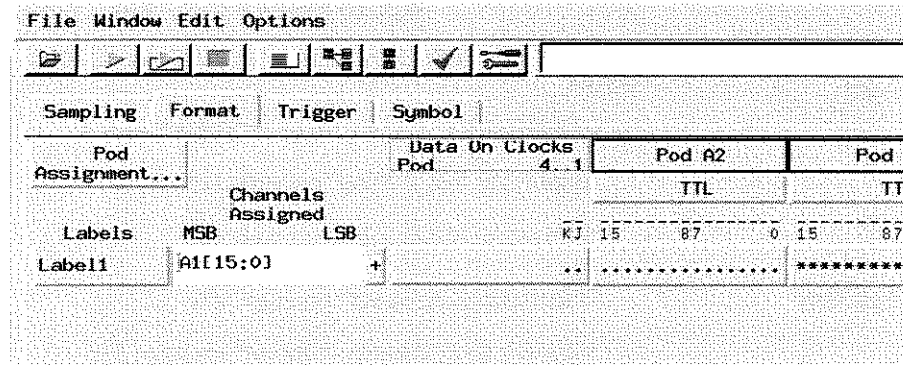 File Window Edit Options
Sampling Format Trigger Symbol
Pod Assignment...
Data On Clocks
Pod 4..1
Pod A2
Pod
TTL
TT
Channels
Assigned
Labels MSB LSB
KJ 15 87 0 15 87
Label1 A1[15:0] + .. ................ *********